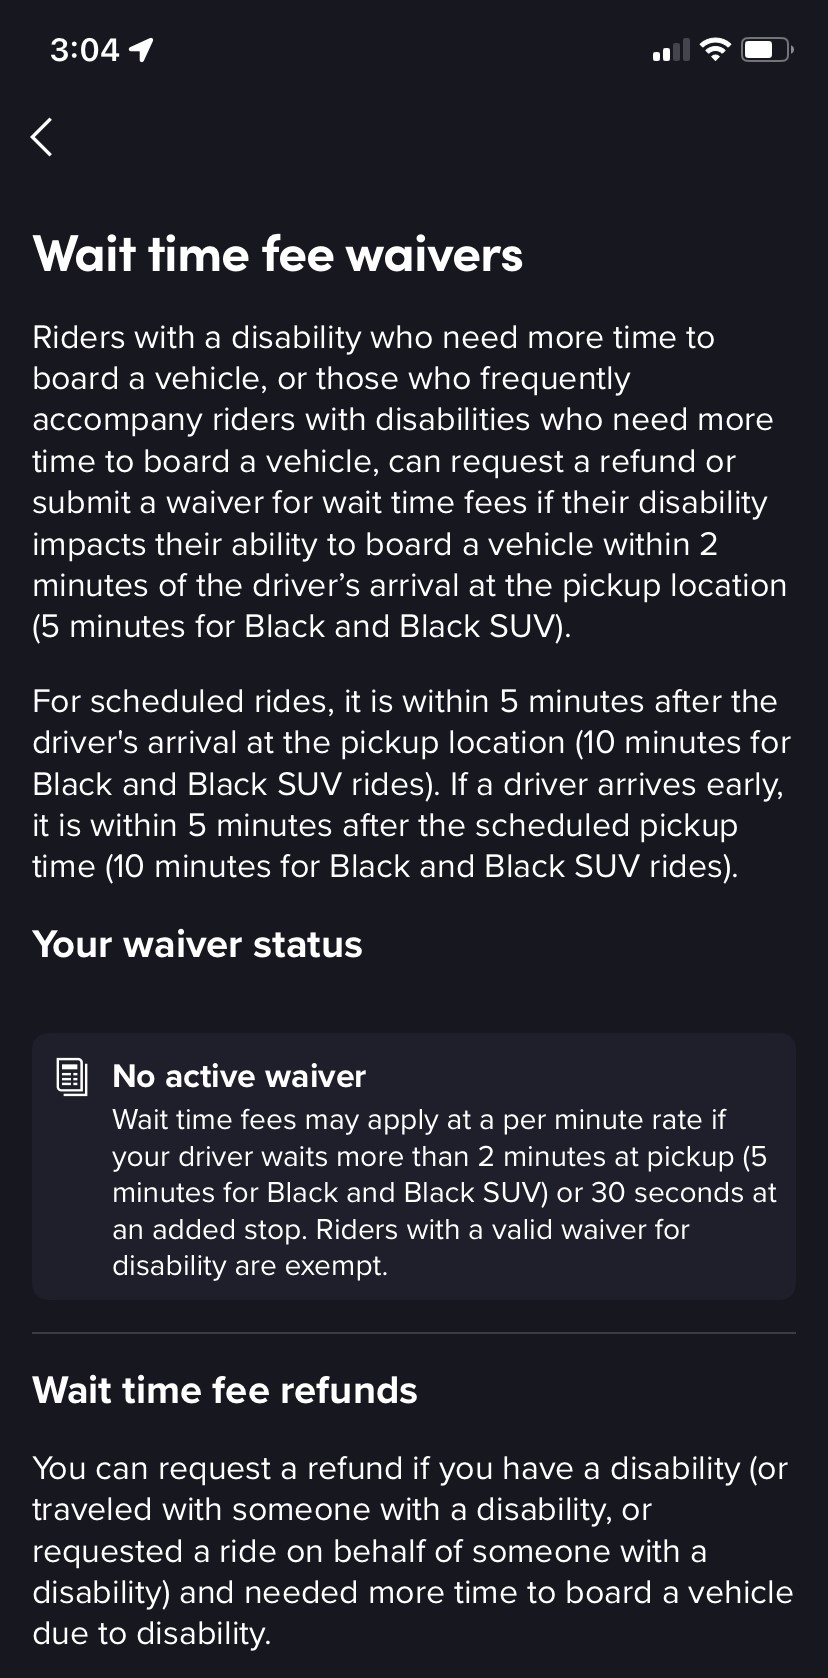 3:04
Wait time fee waivers
Riders with a disability who need more time to
board a vehicle, or those who frequently
accompany riders with disabilities who need more
time to board a vehicle, can request a refund or
submit a waiver for wait time fees if their disability
impacts their ability to board a vehicle within 2
minutes of the driver’s arrival at the pickup location
(5 minutes for Black and Black SUV).
For scheduled rides, it is within 5 minutes after the
driver's arrival at the pickup location (10 minutes for
Black and Black SUV rides). If a driver arrives early,
it is within 5 minutes after the scheduled pickup
time (10 minutes for Black and Black SUV rides).
Your waiver status
No active waiver
Wait time fees may apply at a per minute rate if
your driver waits more than 2 minutes at pickup (5
minutes for Black and Black SUV) or 30 seconds at
an added stop. Riders with a valid waiver for
disability are exempt.
Wait time fee refunds
You can request a refund if you have a disability (or
traveled with someone with a disability, or
requested a ride on behalf of someone with a
disability) and needed more time to board a vehicle
due to disability.